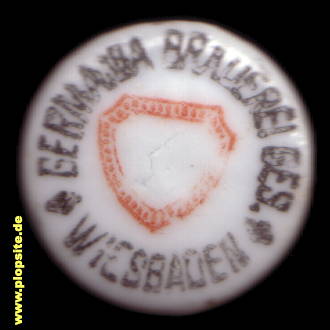 * GERMANIA BRAUEREI GES. *
WIESBADEN
www.plopsite.de